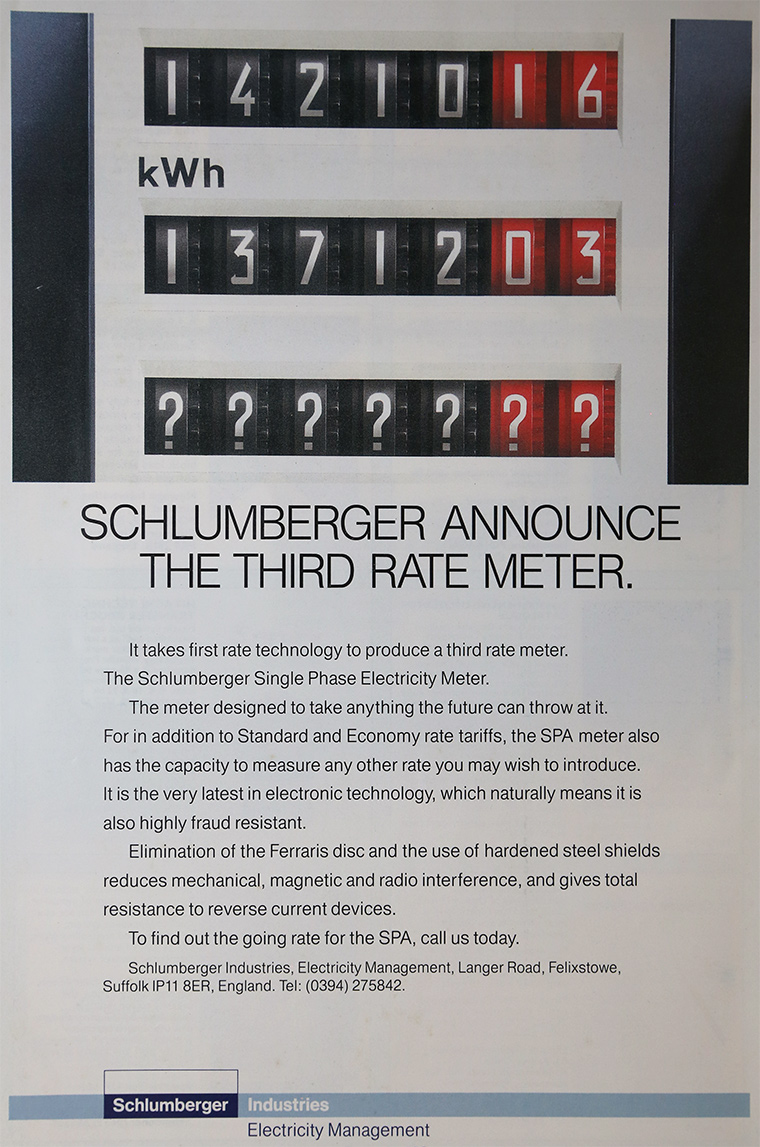 1421016
kWh
1371203
???????
SCHLUMBERGER ANNOUNCE
THE THIRD RATE METER.
It takes first rate technology to produce a third rate meter.
The Schlumberger Single Phase Electricity Meter.
The meter designed to take anything the future can throw at it.
For in addition to Standard and Economy rate tariffs, the SPA meter also
has the capacity to measure any other rate you may wish to introduce.
It is the very latest in electronic technology, which naturally means it is
also highly fraud resistant.
Elimination of the Ferraris disc and the use of hardened steel shields
reduces mechanical, magnetic and radio interference, and gives total
resistance to reverse current devices.
To find out the going rate for the SPA, call us today.
Schlumberger Industries, Electricity Management, Langer Road, Felixstowe,
Suffolk IP11 8ER, England. Tel: (0394) 275842.
Schlumberger Industries
Electricity Management